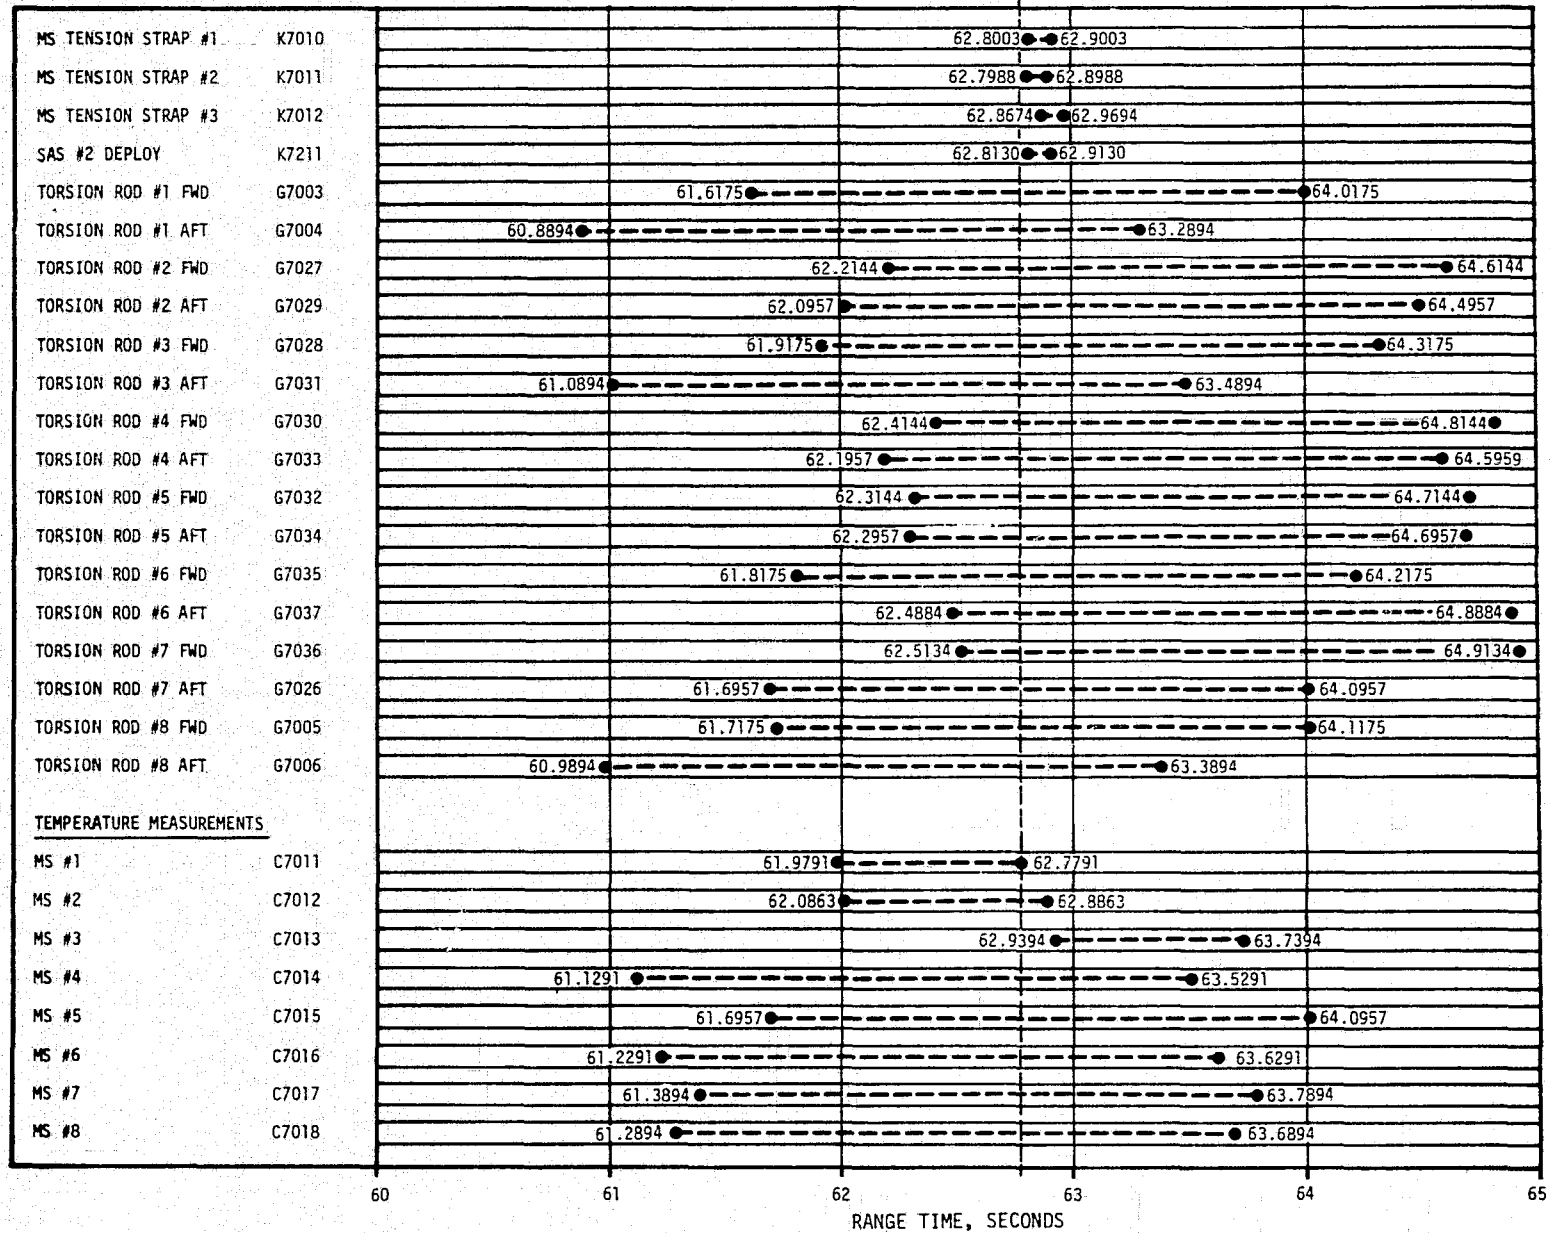 MS TENSION STRAP #1 K7010 62.8003 62.9003
MS TENSION STRAP #2 K7011 62.7988 62.8988
MS TENSION STRAP #3 K7012 62.8674 62.9694
SAS #2 DEPLOY K7211 62.8130 62.9130
TORSION ROD #1 FWD G7003 61.6175 64.0175
TORSION ROD #1 AFT G7004 60.8894 63.2894
TORSION ROD #2 FWD G7027 62.2144 64.6144
TORSION ROD #2 AFT G7029 62.0957 64.4957
TORSION ROD #3 FWD G7028 61.9175 64.3175
TORSION ROD #3 AFT G7031 61.0894 63.4894
TORSION ROD #4 FWD G7030 62.4144 64.8144
TORSION ROD #4 AFT G7033 62.1957 64.5959
TORSION ROD #5 FWD G7032 62.3144 64.7144
TORSION ROD #5 AFT G7034 62.2957 64.6957
TORSION ROD #6 FWD G7035 61.8175 64.2175
TORSION ROD #6 AFT G7037 62.4884 64.8884
TORSION ROD #7 FWD G7036 62.5134 64.9134
TORSION ROD #7 AFT G7026 61.6957 64.0957
TORSION ROD #8 FWD G7005 61.7175 64.1175
TORSION ROD #8 AFT G7006 60.9894 63.3894
TEMPERATURE MEASUREMENTS
MS #1 C7011 61.9791 62.7791
MS #2 C7012 62.0863 62.8863
MS #3 C7013 62.9394 63.7394
MS #4 C7014 61.1291 63.5291
MS #5 C7015 61.6957 64.0957
MS #6 C7016 61.2291 63.6291
MS #7 C7017 61.3894 63.7894
MS #8 C7018 61.2894 63.6894
60 61 62 63 64 65
RANGE TIME, SECONDS